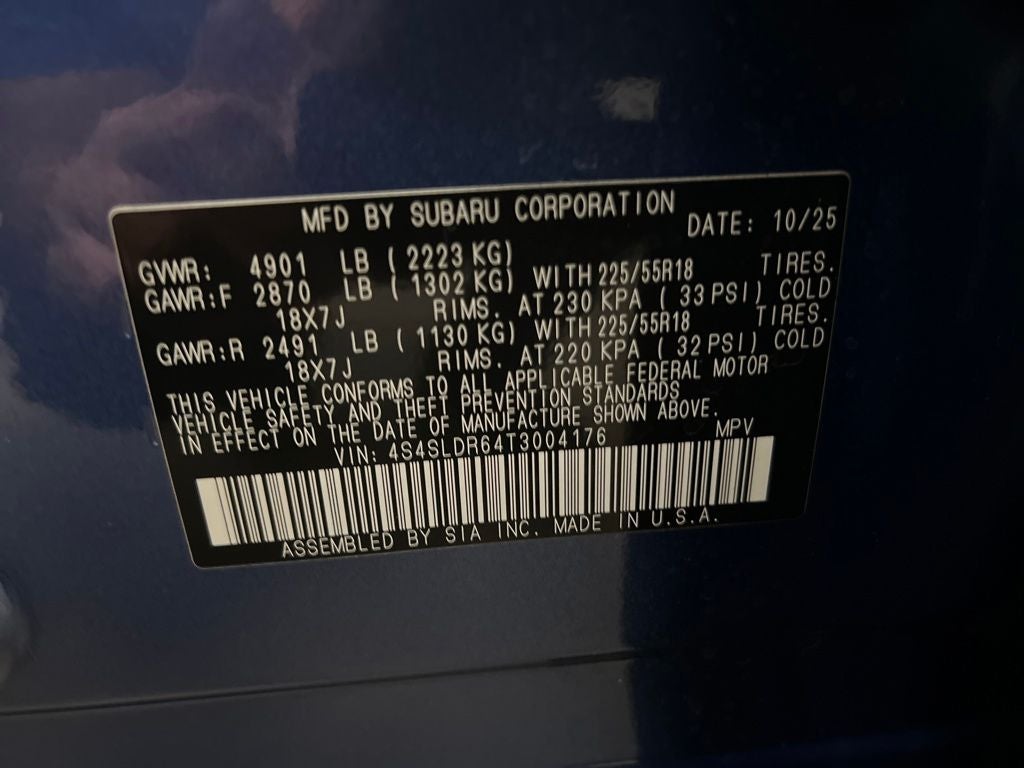 MFD BY SUBARU CORPORATION DATE: 10/25
GVWR: 4901 LB ( 2223 KG)
GAWR:F 2870 LB ( 1302 KG) WITH 225/55R18 TIRES.
18X7J RIMS. AT 230 KPA ( 33 PSI) COLD
GAWR:R 2491 LB ( 1130 KG) WITH 225/55R18 TIRES.
18X7J RIMS. AT 220 KPA ( 32 PSI) COLD
THIS VEHICLE CONFORMS TO ALL APPLICABLE FEDERAL MOTOR
VEHICLE SAFETY AND THEFT PREVENTION STANDARDS
IN EFFECT ON THE DATE OF MANUFACTURE SHOWN ABOVE.
VIN: 4S4SLDR64T3004176 MPV
ASSEMBLED BY SIA INC. MADE IN U.S.A.